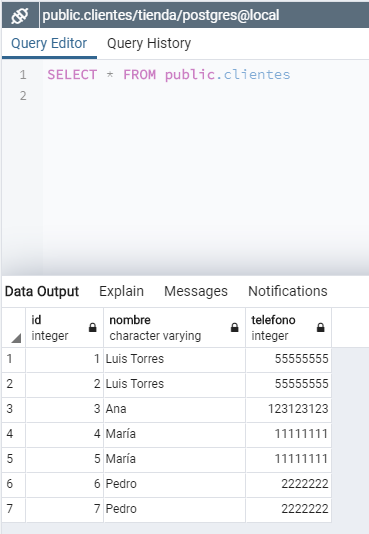 public.clientes/tienda/postgres@local
Query Editor Query History
1 SELECT * FROM public.clientes
2
Data Output Explain Messages Notifications
id nombre telefono
integer character varying integer
1 1 Luis Torres 55555555
2 2 Luis Torres 55555555
3 3 Ana 123123123
4 4 María 11111111
5 5 María 11111111
6 6 Pedro 2222222
7 7 Pedro 2222222